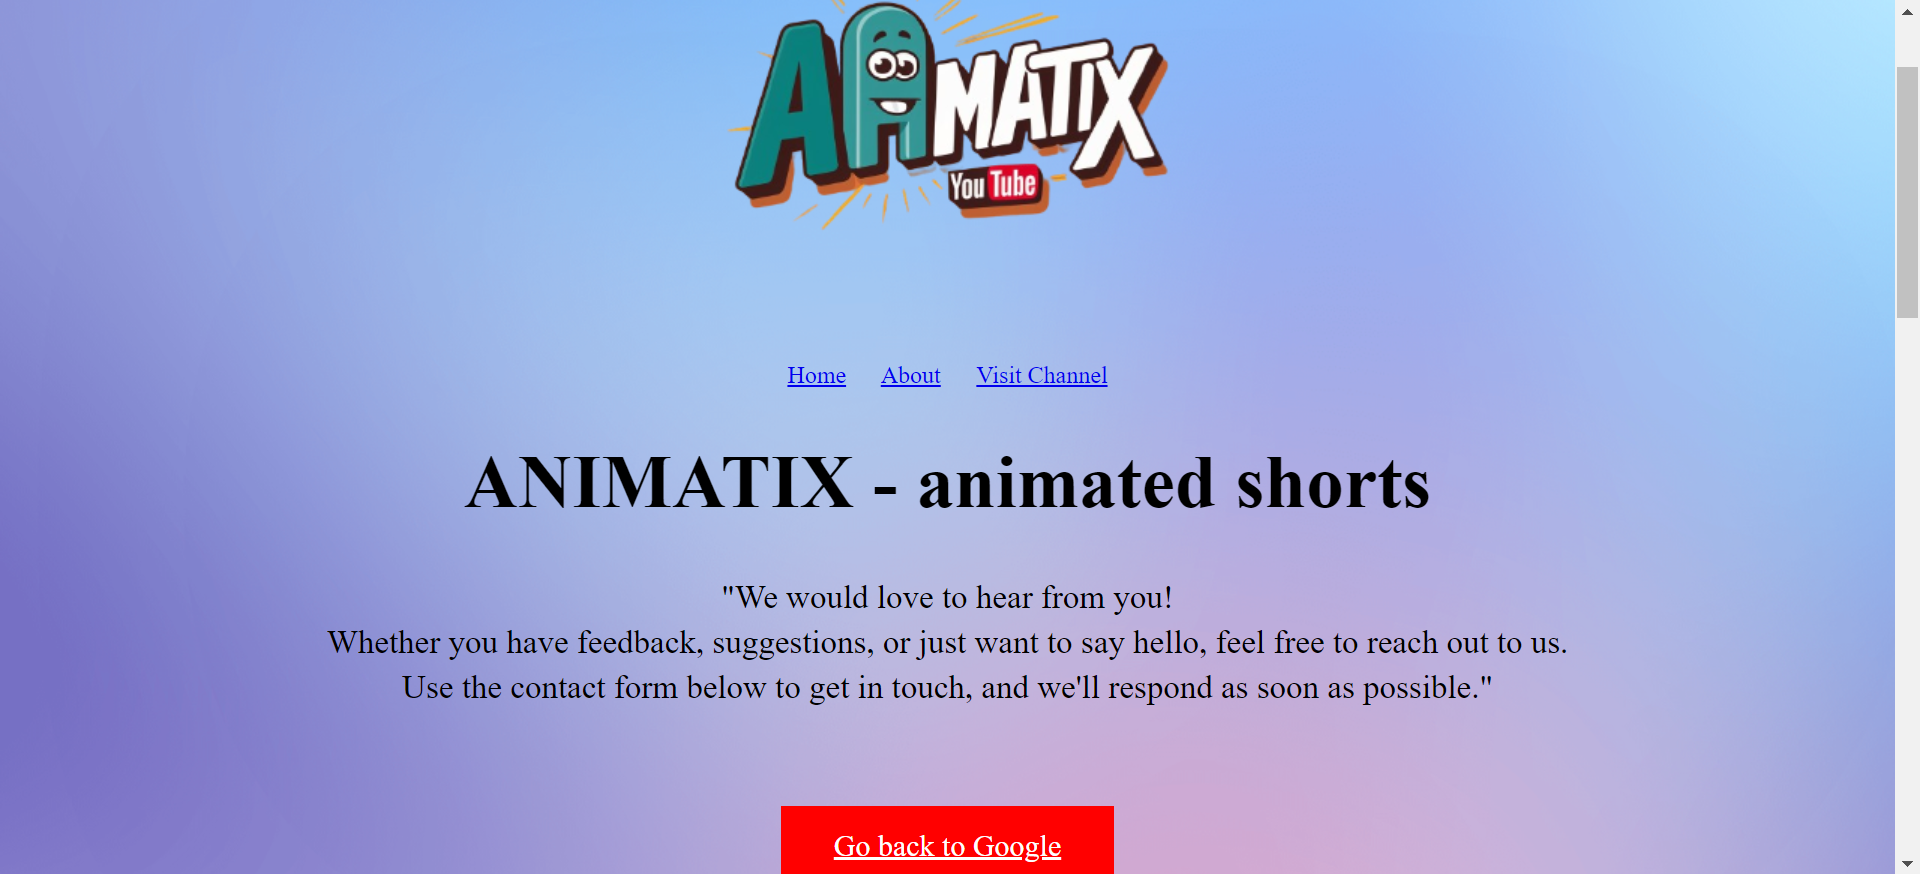 AAMATIX
YouTube
Home About Visit Channel
ANIMATIX - animated shorts
"We would love to hear from you!
Whether you have feedback, suggestions, or just want to say hello, feel free to reach out to us.
Use the contact form below to get in touch, and we'll respond as soon as possible."
Go back to Google